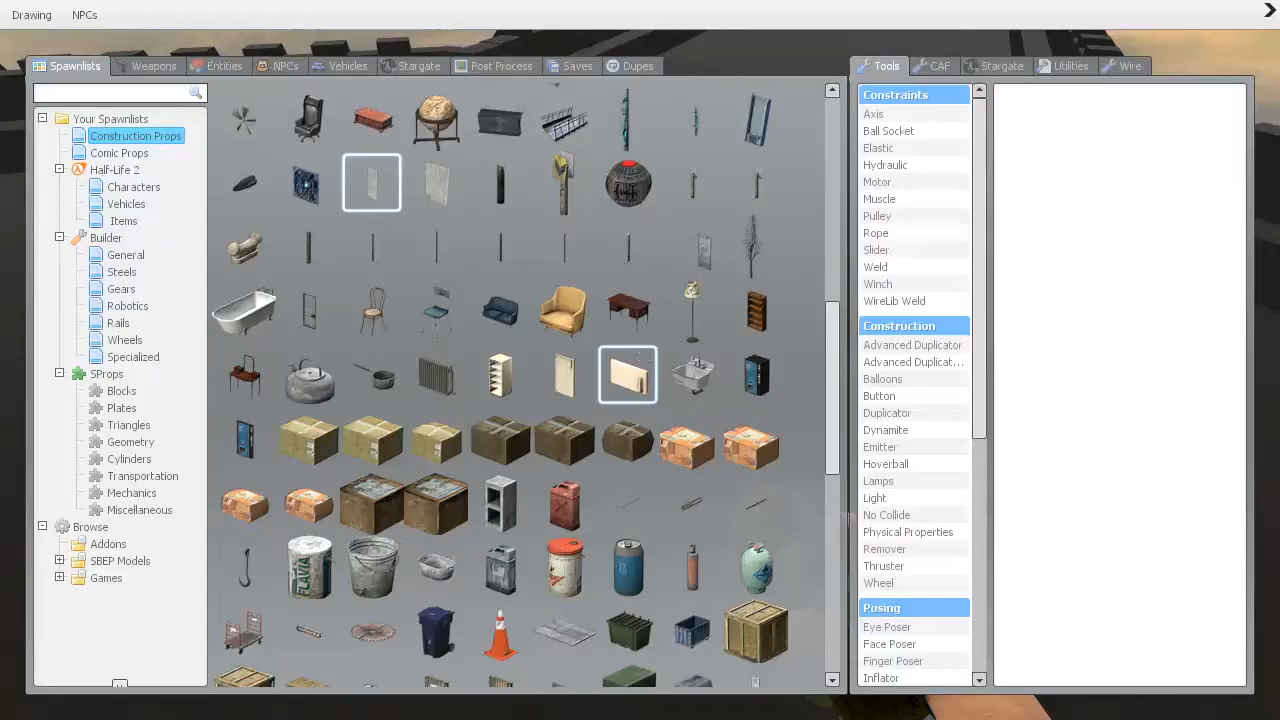 Drawing NPCs
Spawnlists Weapons Entities NPCs Vehicles Stargate Post Process Saves Dupes
Tools CAF Stargate Utilities Wire
Your Spawnlists
Construction Props
Comic Props
Half-Life 2
Characters
Vehicles
Items
Builder
General
Steels
Gears
Robotics
Rails
Wheels
Specialized
SProps
Blocks
Plates
Triangles
Geometry
Cylinders
Transportation
Mechanics
Miscellaneous
Browse
Addons
SBEP Models
Games
FLAVIA
Constraints
Axis
Ball Socket
Elastic
Hydraulic
Motor
Muscle
Pulley
Rope
Slider
Weld
Winch
WireLib Weld
Construction
Advanced Duplicator
Advanced Duplicat...
Balloons
Button
Duplicator
Dynamite
Emitter
Hoverball
Lamps
Light
No Collide
Physical Properties
Remover
Thruster
Wheel
Posing
Eye Poser
Face Poser
Finger Poser
Inflator